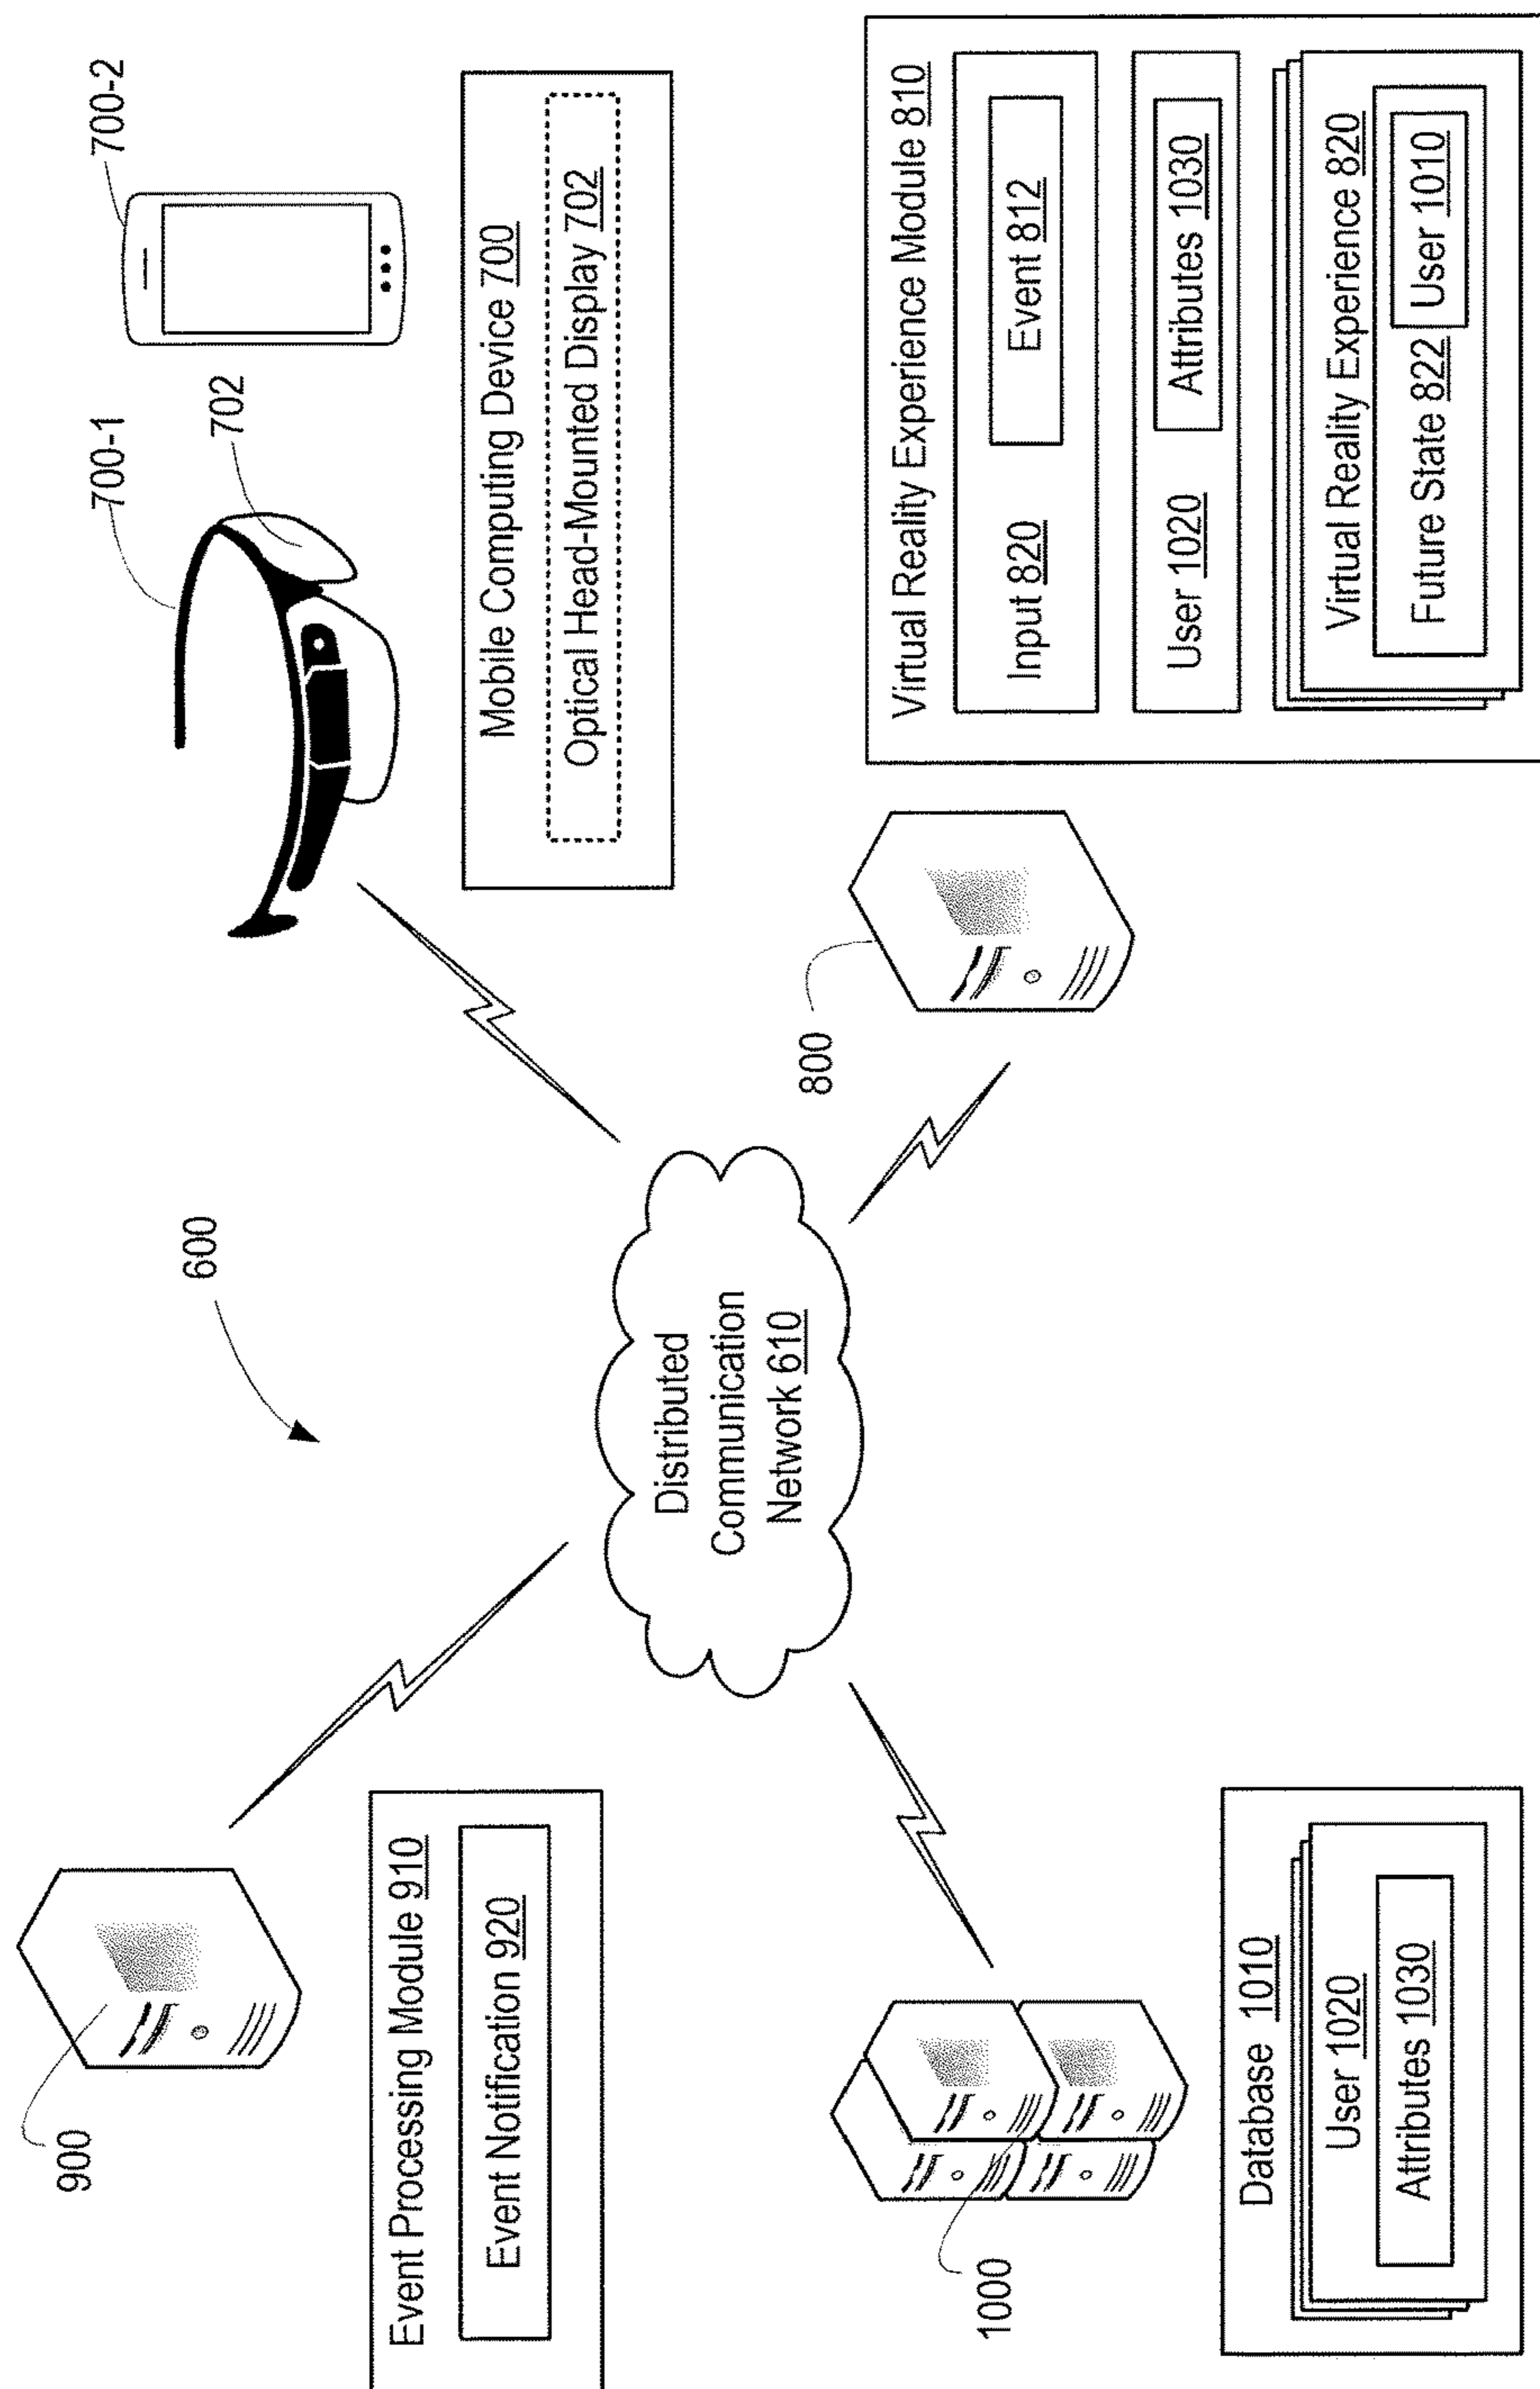 600
900
Event Processing Module 910
Event Notification 920
700-1
702
700-2
Mobile Computing Device 700
Optical Head-Mounted Display 702
Distributed
Communication
Network 610
1000
Database 1010
User 1020
Attributes 1030
800
Virtual Reality Experience Module 810
Input 820
Event 812
User 1020
Attributes 1030
Virtual Reality Experience 820
Future State 822
User 1010